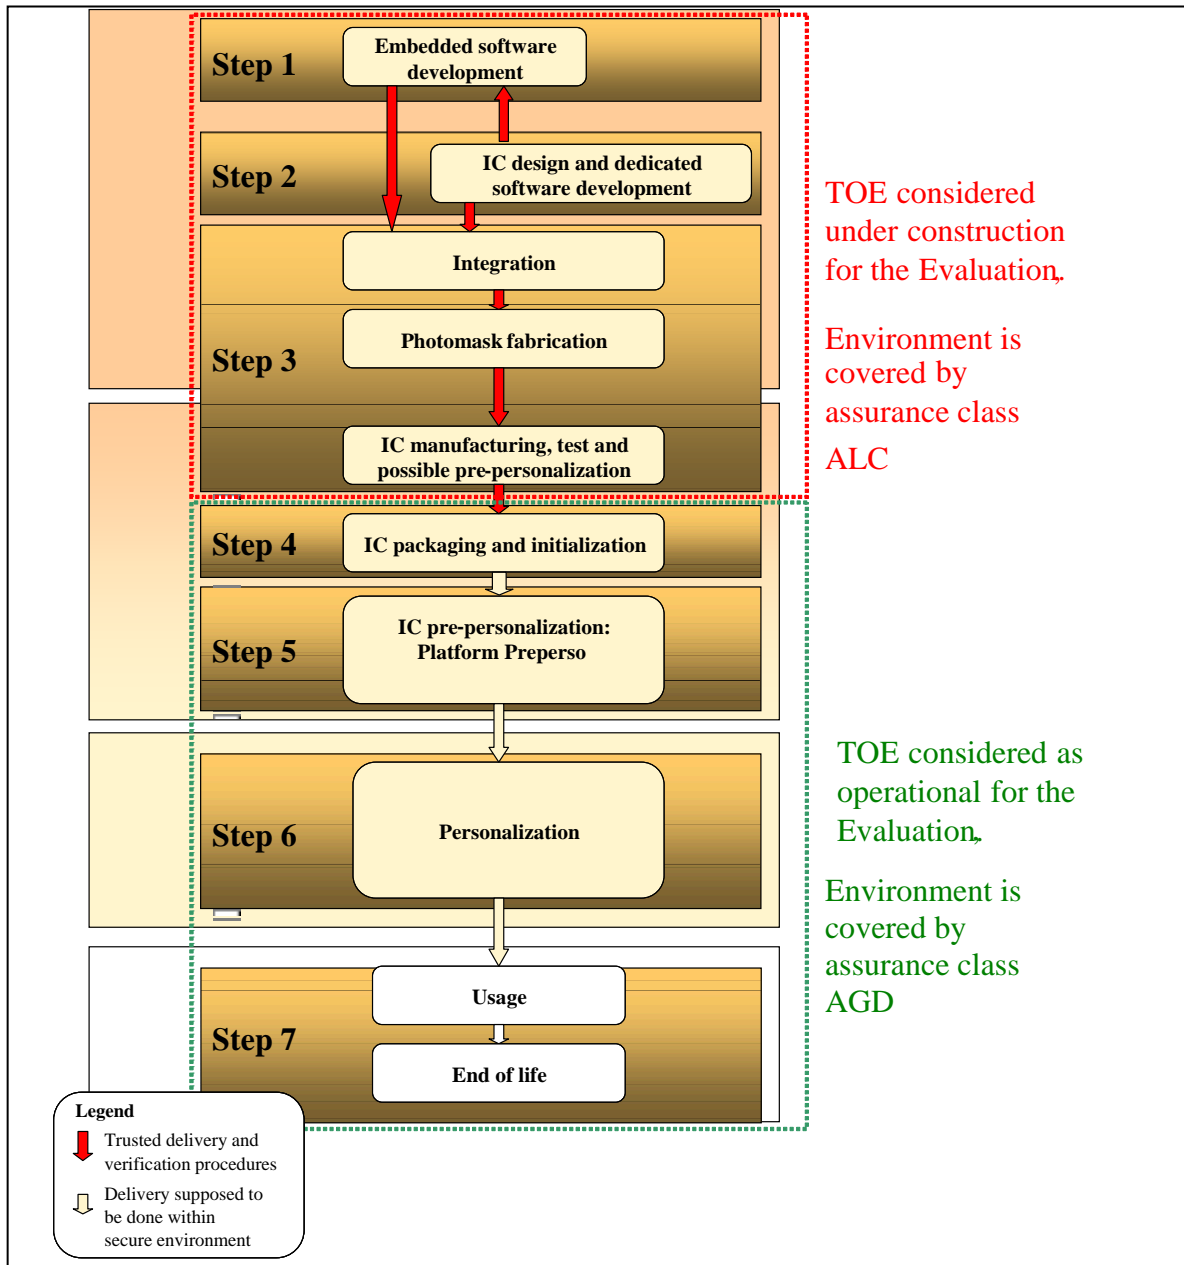 Step 1
Embedded software
development
Step 2
IC design and dedicated
software development
Step 3
Integration
Photomask fabrication
IC manufacturing, test and
possible pre-personalization
TOE considered
under construction
for the Evaluation,.
Environment is
covered by
assurance class
ALC
Step 4
IC packaging and initialization
Step 5
IC pre-personalization:
Platform Preperso
Step 6
Personalization
TOE considered as
operational for the
Evaluation,.
Environment is
covered by
assurance class
AGD
Step 7
Usage
End of life
Legend
Trusted delivery and
verification procedures
Delivery supposed to
be done within
secure environment